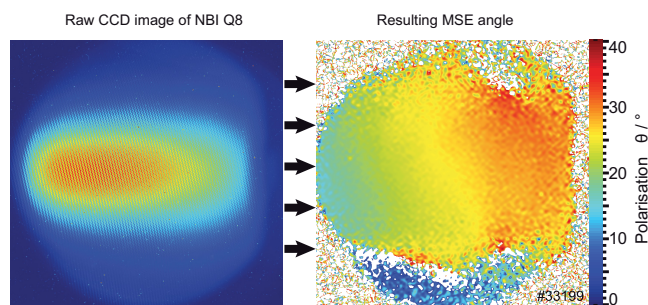 Raw CCD image of NBI Q8
Resulting MSE angle
40
30
20
10
0
Polarisation θ / °
#33199